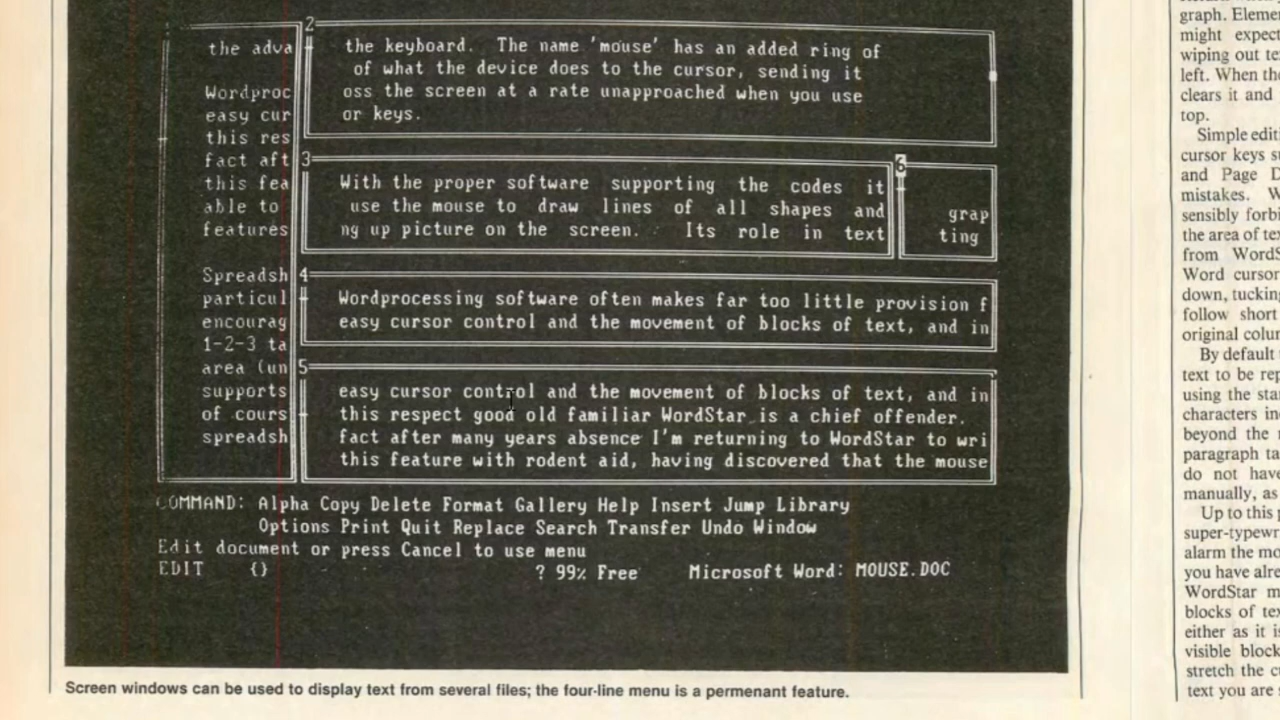 2
the adva
the keyboard. The name 'mouse' has an added ring of
of what the device does to the cursor, sending it
Wordproc
oss the screen at a rate unapproached when you use
easy cur
or keys.
this res
fact aft
3
6
this fea
With the proper software supporting the codes it
able to
use the mouse to draw lines of all shapes and
grap
features
ng up picture on the screen. Its role in text
ting
Spreadsh
4
particul
Wordprocessing software often makes far too little provision f
encourag
easy cursor control and the movement of blocks of text, and in
1-2-3 ta
area (un
5
supports
easy cursor control and the movement of blocks of text, and in
of cours
this respect good old familiar WordStar is a chief offender.
spreadsh
fact after many years absence I'm returning to WordStar to wri
this feature with rodent aid, having discovered that the mouse
COMMAND: Alpha Copy Delete Format Gallery Help Insert Jump Library
Options Print Quit Replace Search Transfer Undo Window
Edit document or press Cancel to use menu
EDIT {} ? 99% Free Microsoft Word: MOUSE.DOC
Screen windows can be used to display text from several files; the four-line menu is a permenant feature.
graph. Elemen
might expect
wiping out te
left. When the
clears it and
top.
Simple edit
cursor keys su
and Page D
mistakes. W
sensibly forb
the area of tex
from WordS
Word cursor
down, tucking
follow short
original colur
By default
text to be rep
using the sta
characters in
beyond the
paragraph ta
do not have
manually, as
Up to this p
super-typewr
alarm the mo
you have alre
WordStar m
blocks of tex
either as it is
visible block
stretch the c
text you are s